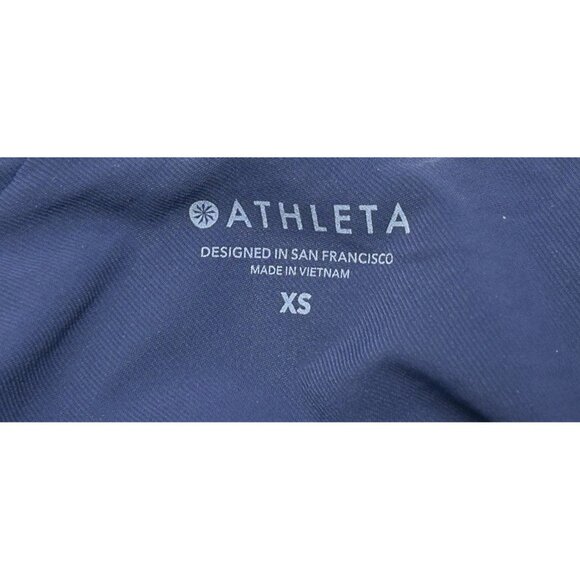 ATHLETA
DESIGNED IN SAN FRANCISCO
MADE IN VIETNAM
XS